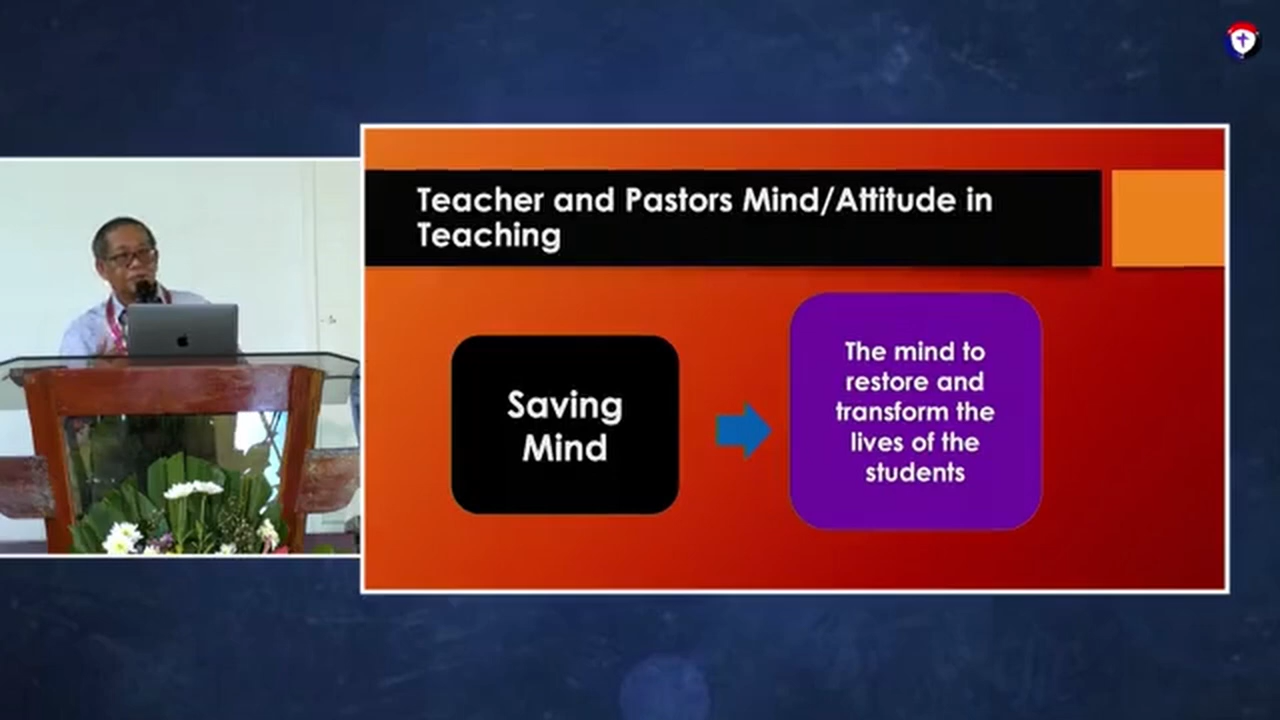 Teacher and Pastors Mind/Attitude in
Teaching
Saving
Mind
The mind to
restore and
transform the
lives of the
students